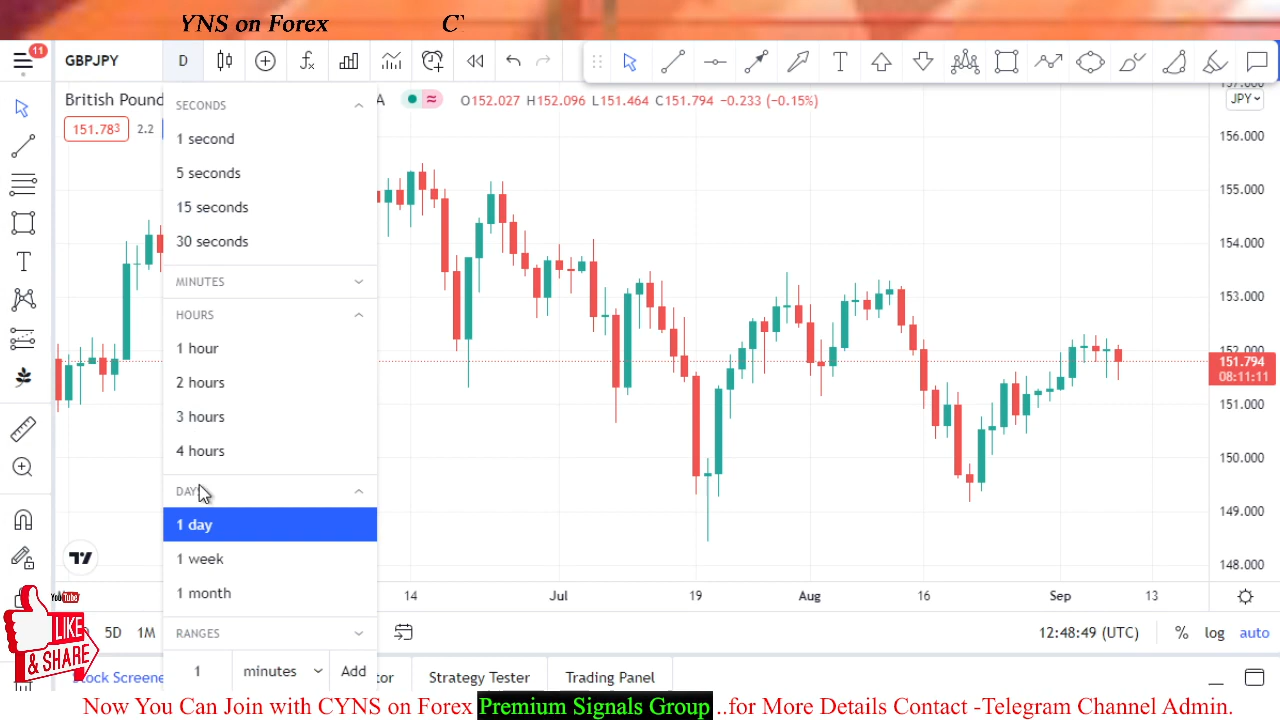 YNS on Forex C'
11
GBPJPY D T
British Pound A O152.027 H152.096 L151.464 C151.794 −0.233 (−0.15%) JPY
151.783 2.2
157.000
156.000
155.000
154.000
153.000
152.000
151.794
08:11:11
151.000
150.000
149.000
148.000
SECONDS
1 second
5 seconds
15 seconds
30 seconds
MINUTES
HOURS
1 hour
2 hours
3 hours
4 hours
DAYS
1 day
1 week
1 month
RANGES
1 minutes Add
14 Jul 19 Aug 16 Sep 13
5D 1M 12:48:49 (UTC) % log auto
YouTube
LIKE
& SHARE
Stock Screene tor Strategy Tester Trading Panel
Now You Can Join with CYNS on Forex Premium Signals Group ..for More Details Contact -Telegram Channel Admin.